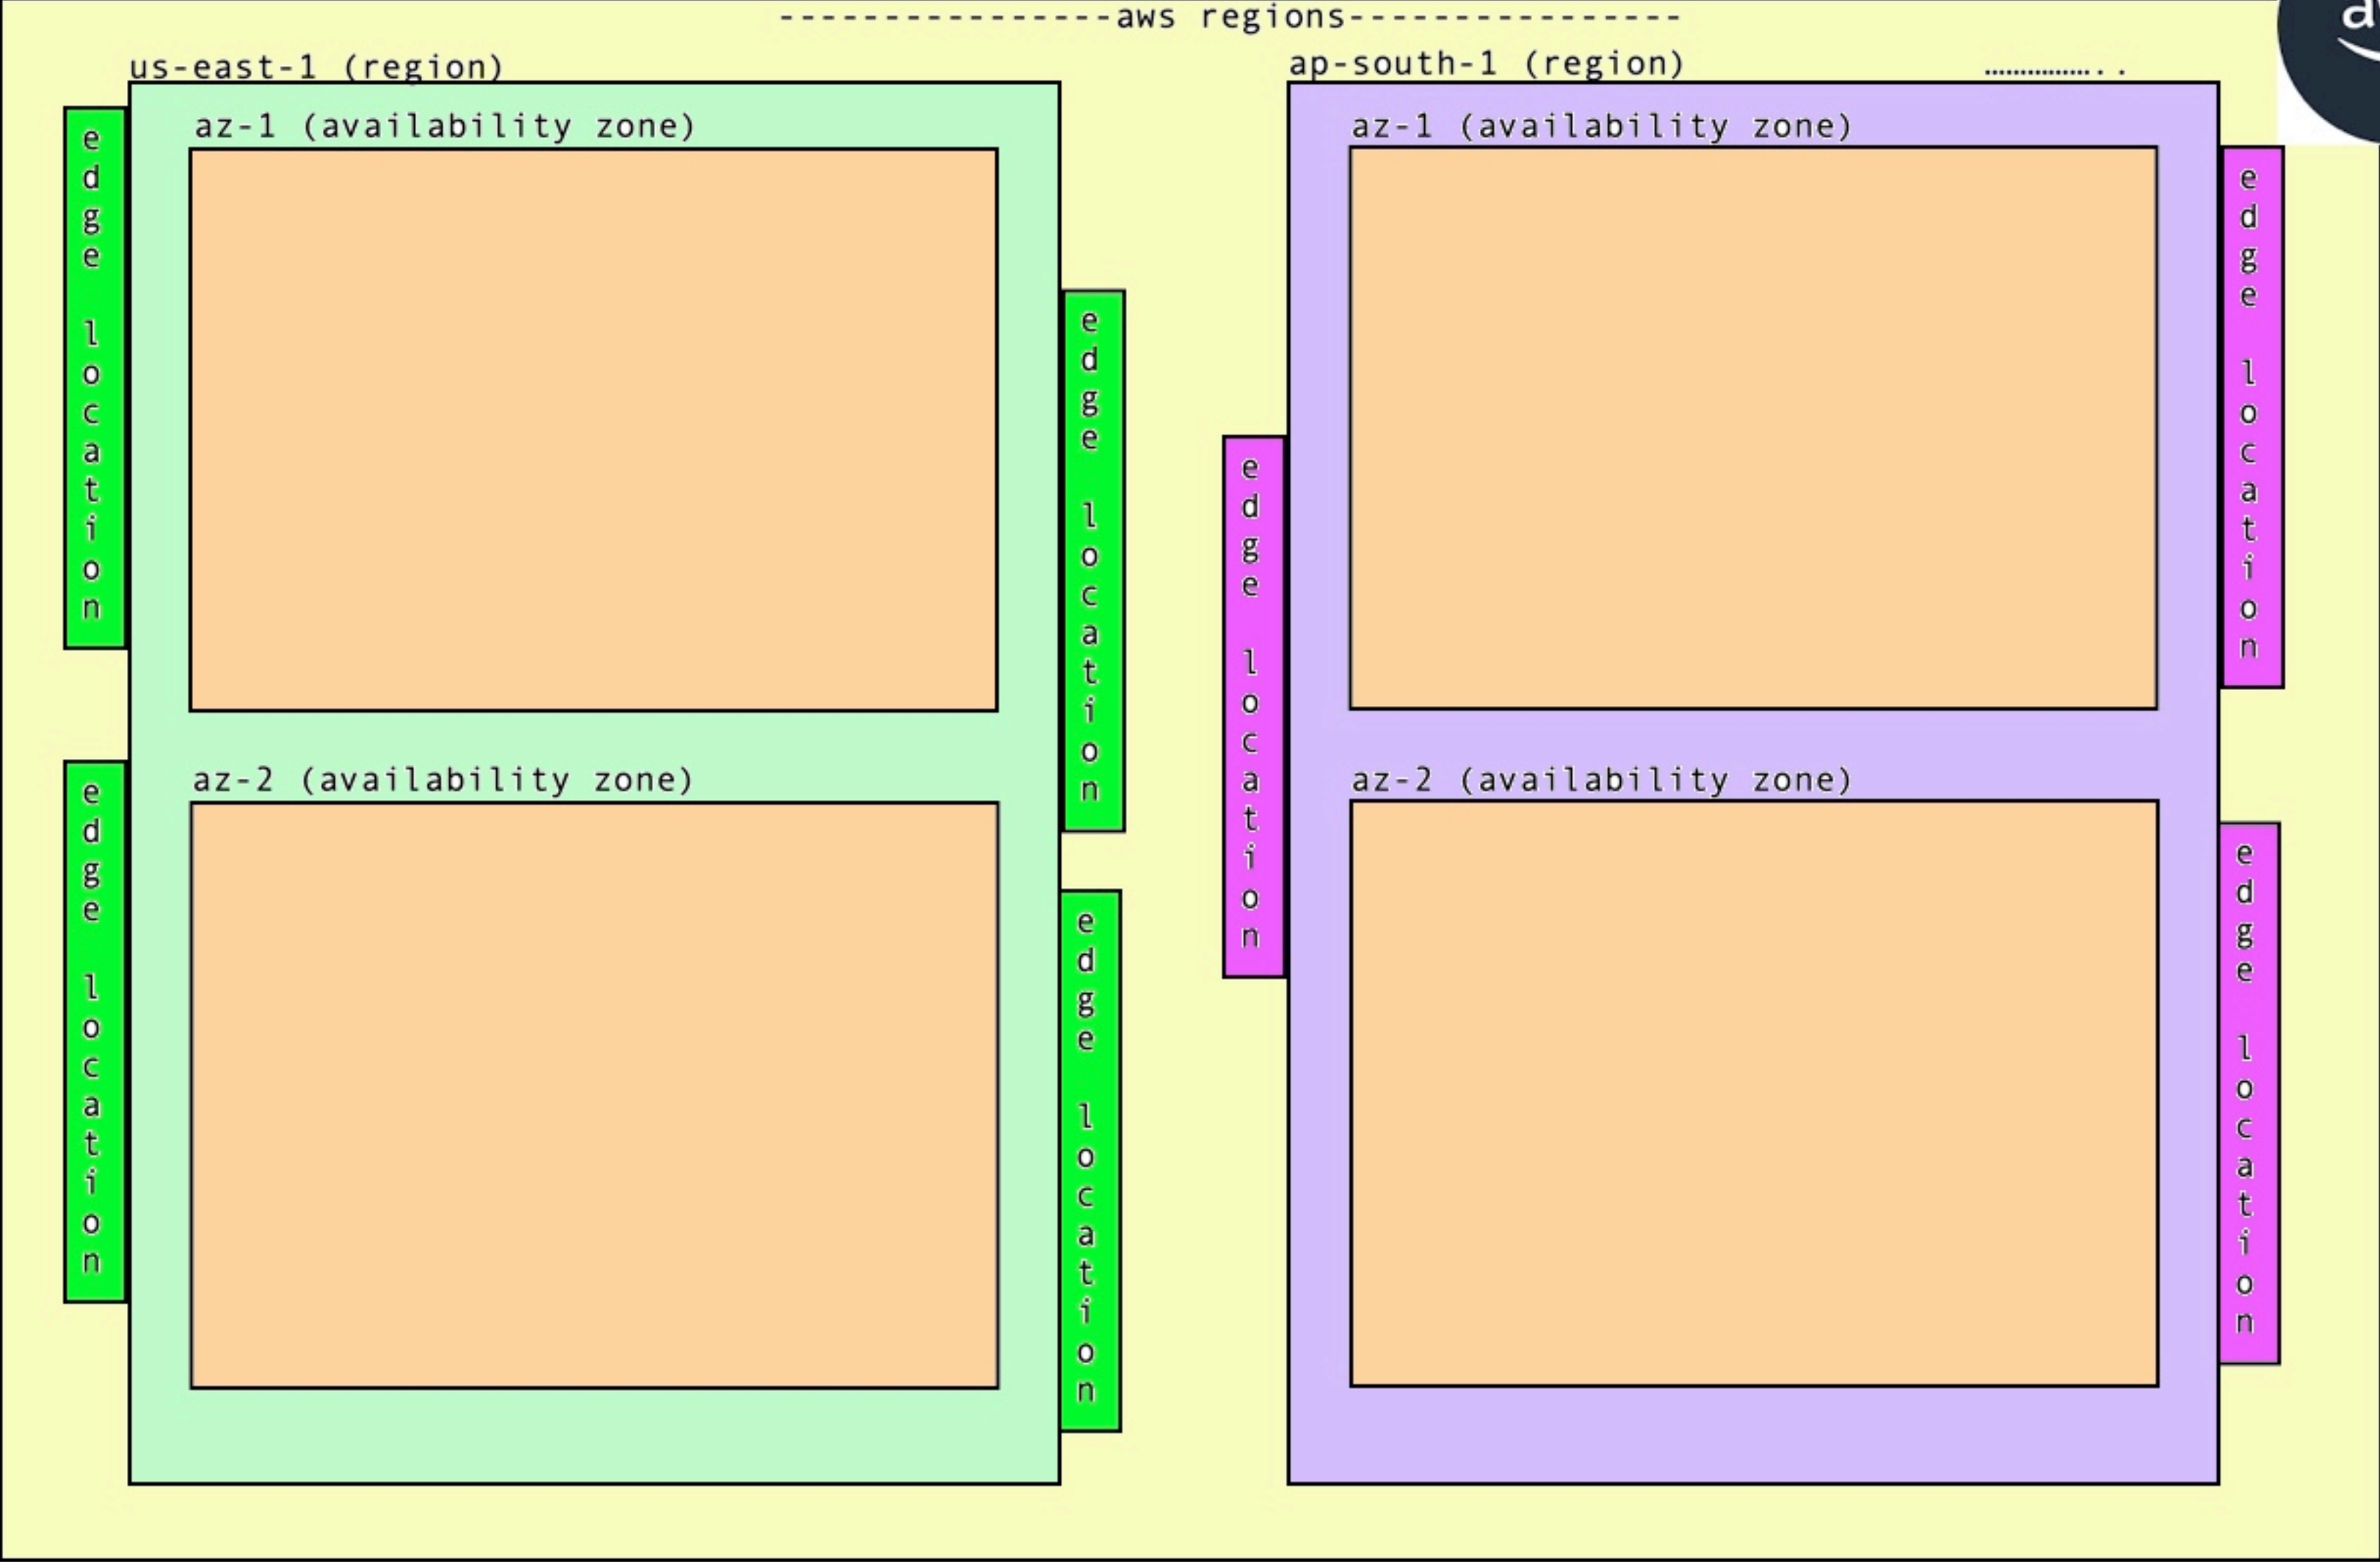 ----------------aws regions----------------
us-east-1 (region)
ap-south-1 (region)
……………..
az-1 (availability zone)
az-2 (availability zone)
edge location
edge location
edge location
edge location
az-1 (availability zone)
az-2 (availability zone)
edge location
edge location
edge location